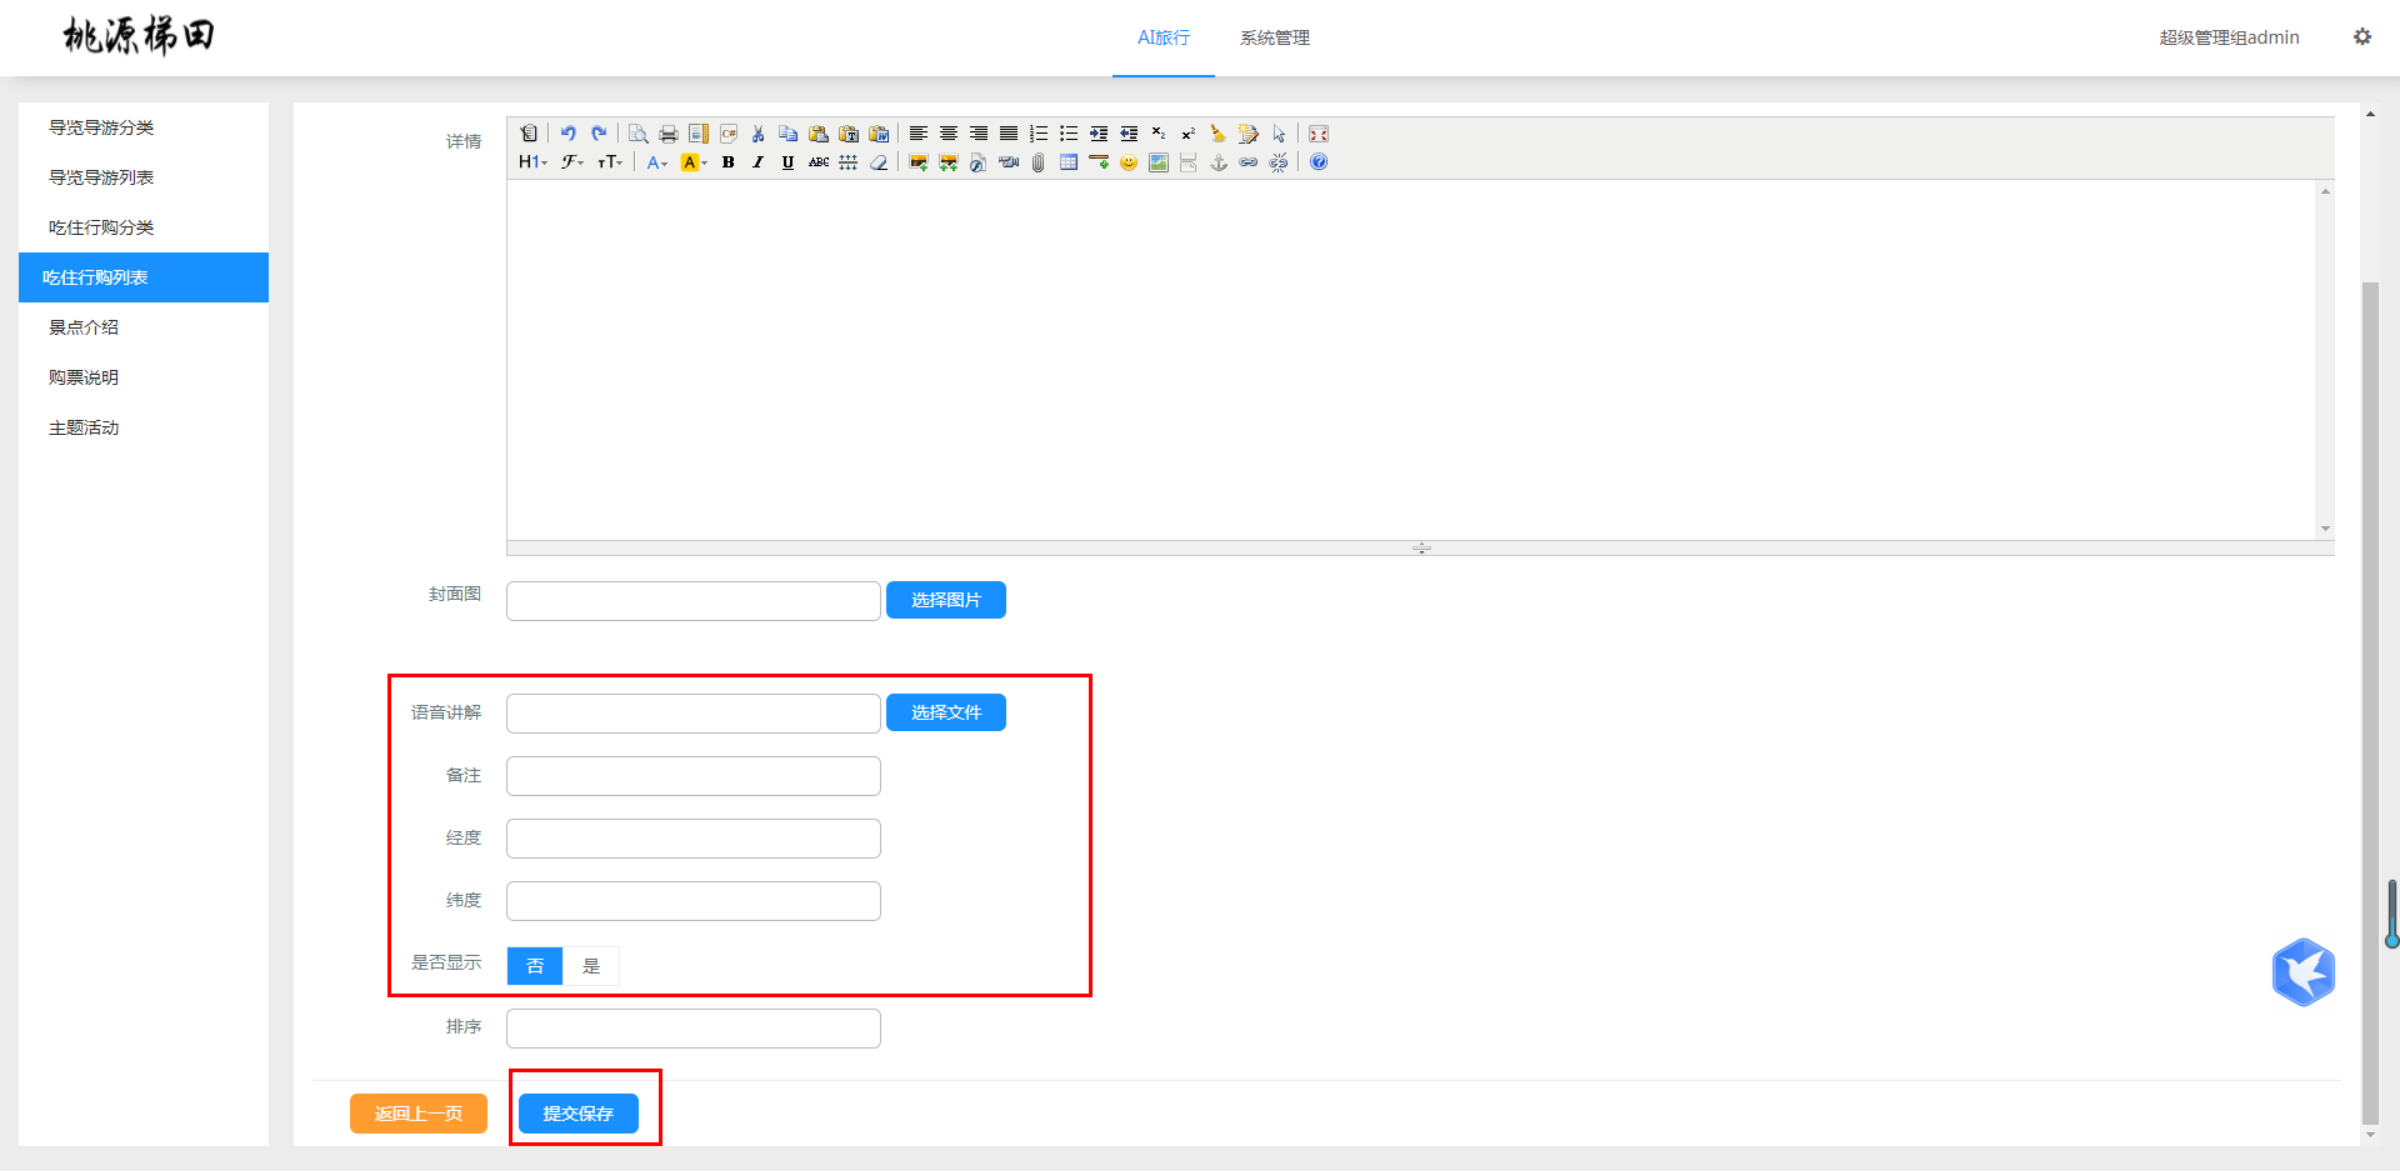 桃源梯田
AI旅行
系统管理
超级管理组admin
导览导游分类
导览导游列表
吃住行购分类
吃住行购列表
景点介绍
购票说明
主题活动
详情
H1
封面图
选择图片
语音讲解
选择文件
备注
经度
纬度
是否显示
否
是
排序
返回上一页
提交保存